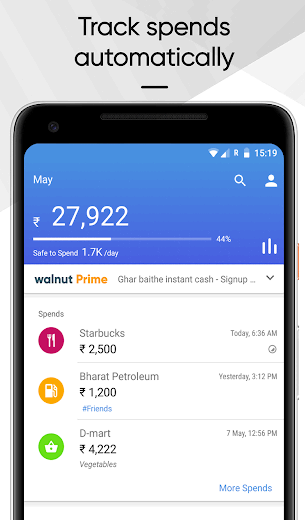 Track spends
automatically
15:19
May
₹ 27,922
44%
Safe to Spend 1.7K /day
walnut Prime Ghar baithe instant cash - Signup ...
Spends
Starbucks Today, 6:36 AM
₹ 2,500
Bharat Petroleum Yesterday, 3:12 PM
₹ 1,200
#Friends
D-mart 7 May, 12:56 PM
₹ 4,222
Vegetables
More Spends